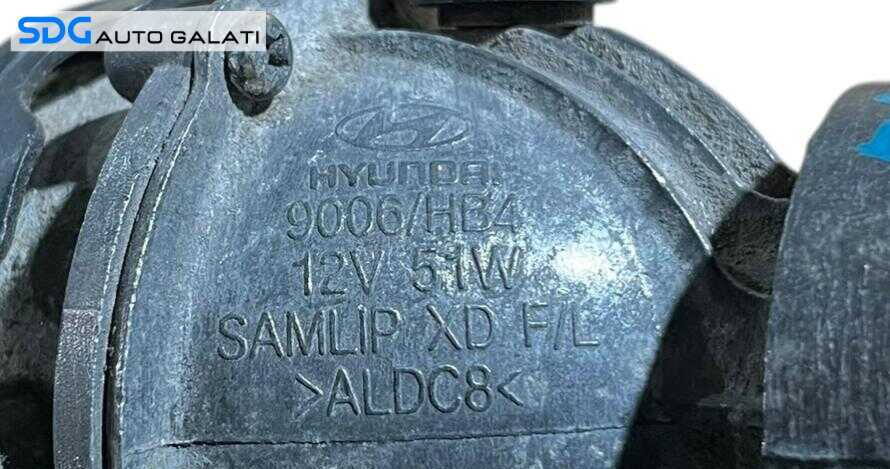 SDG AUTO GALATI
HYUNDAI
9006/HB4
12V 51W
SAMLIP XD F/L
>ALDC8<